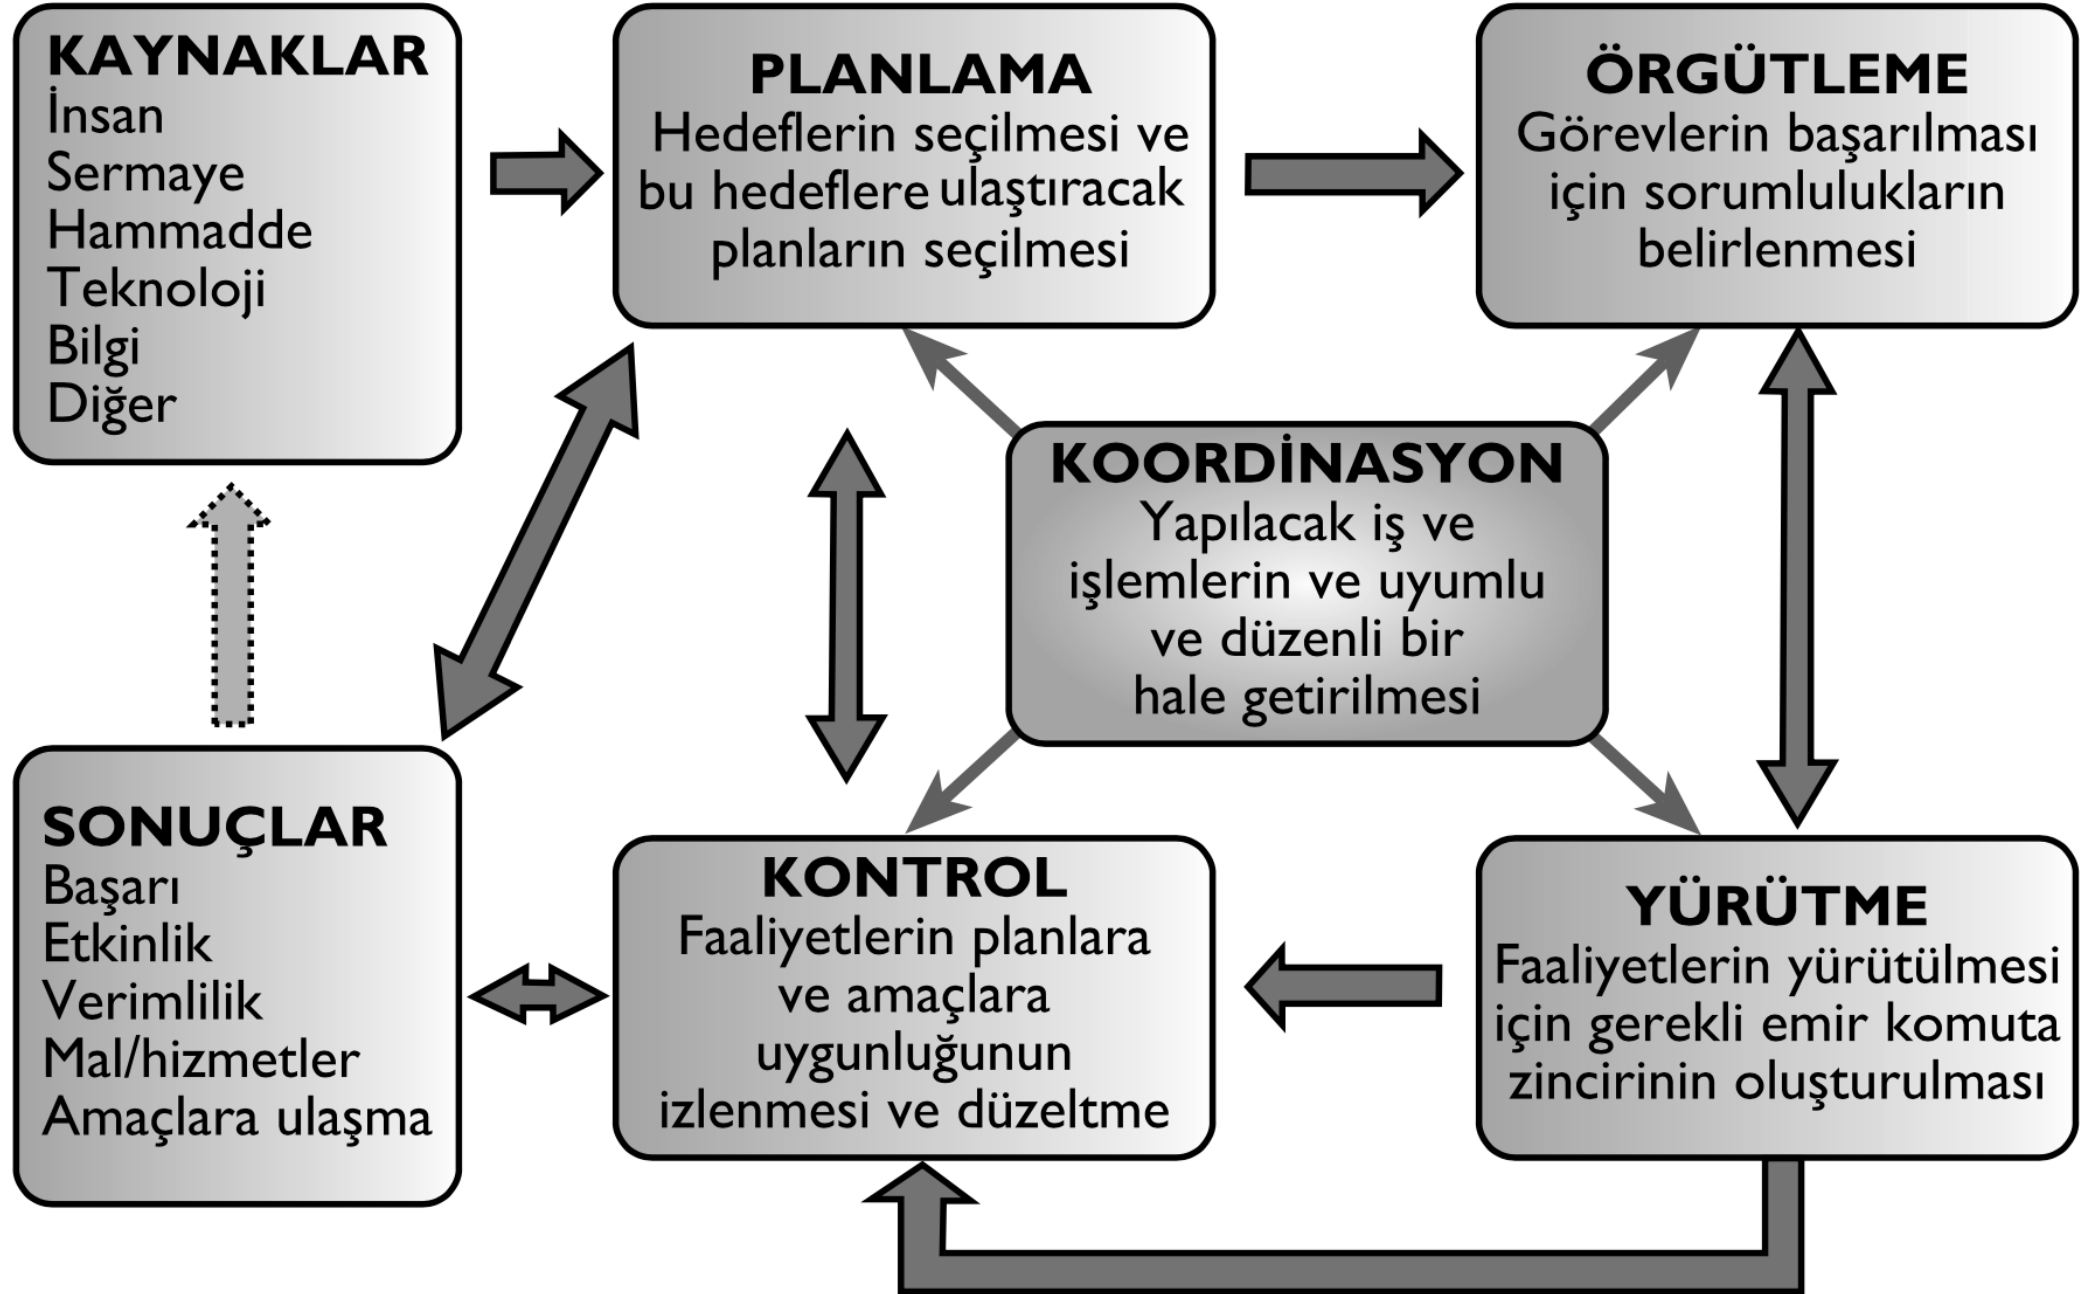 KAYNAKLAR
İnsan
Sermaye
Hammadde
Teknoloji
Bilgi
Diğer
PLANLAMA
Hedeflerin seçilmesi ve
bu hedeflere ulaştıracak
planların seçilmesi
ÖRGÜTLEME
Görevlerin başarılması
için sorumlulukların
belirlenmesi
KOORDİNASYON
Yapılacak iş ve
işlemlerin ve uyumlu
ve düzenli bir
hale getirilmesi
SONUÇLAR
Başarı
Etkinlik
Verimlilik
Mal/hizmetler
Amaçlara ulaşma
KONTROL
Faaliyetlerin planlara
ve amaçlara
uygunluğunun
izlenmesi ve düzeltme
YÜRÜTME
Faaliyetlerin yürütülmesi
için gerekli emir komuta
zincirinin oluşturulması